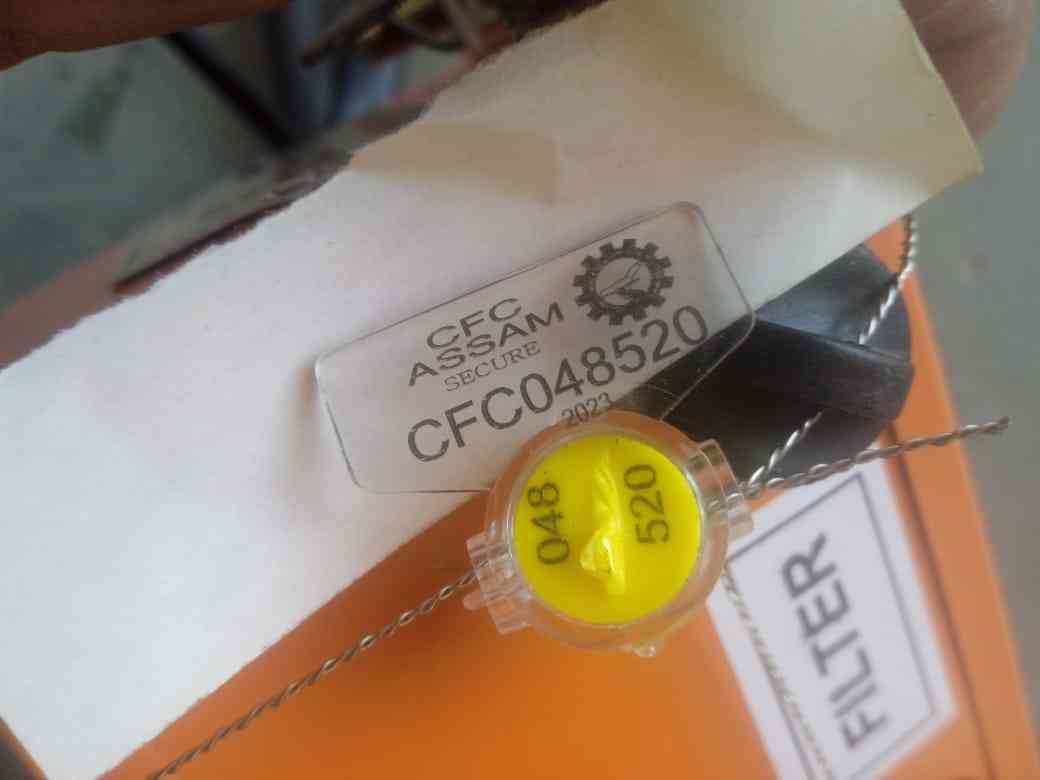 CFC
ASSAM
SECURE
CFC048520
2023
048
520
FILTER